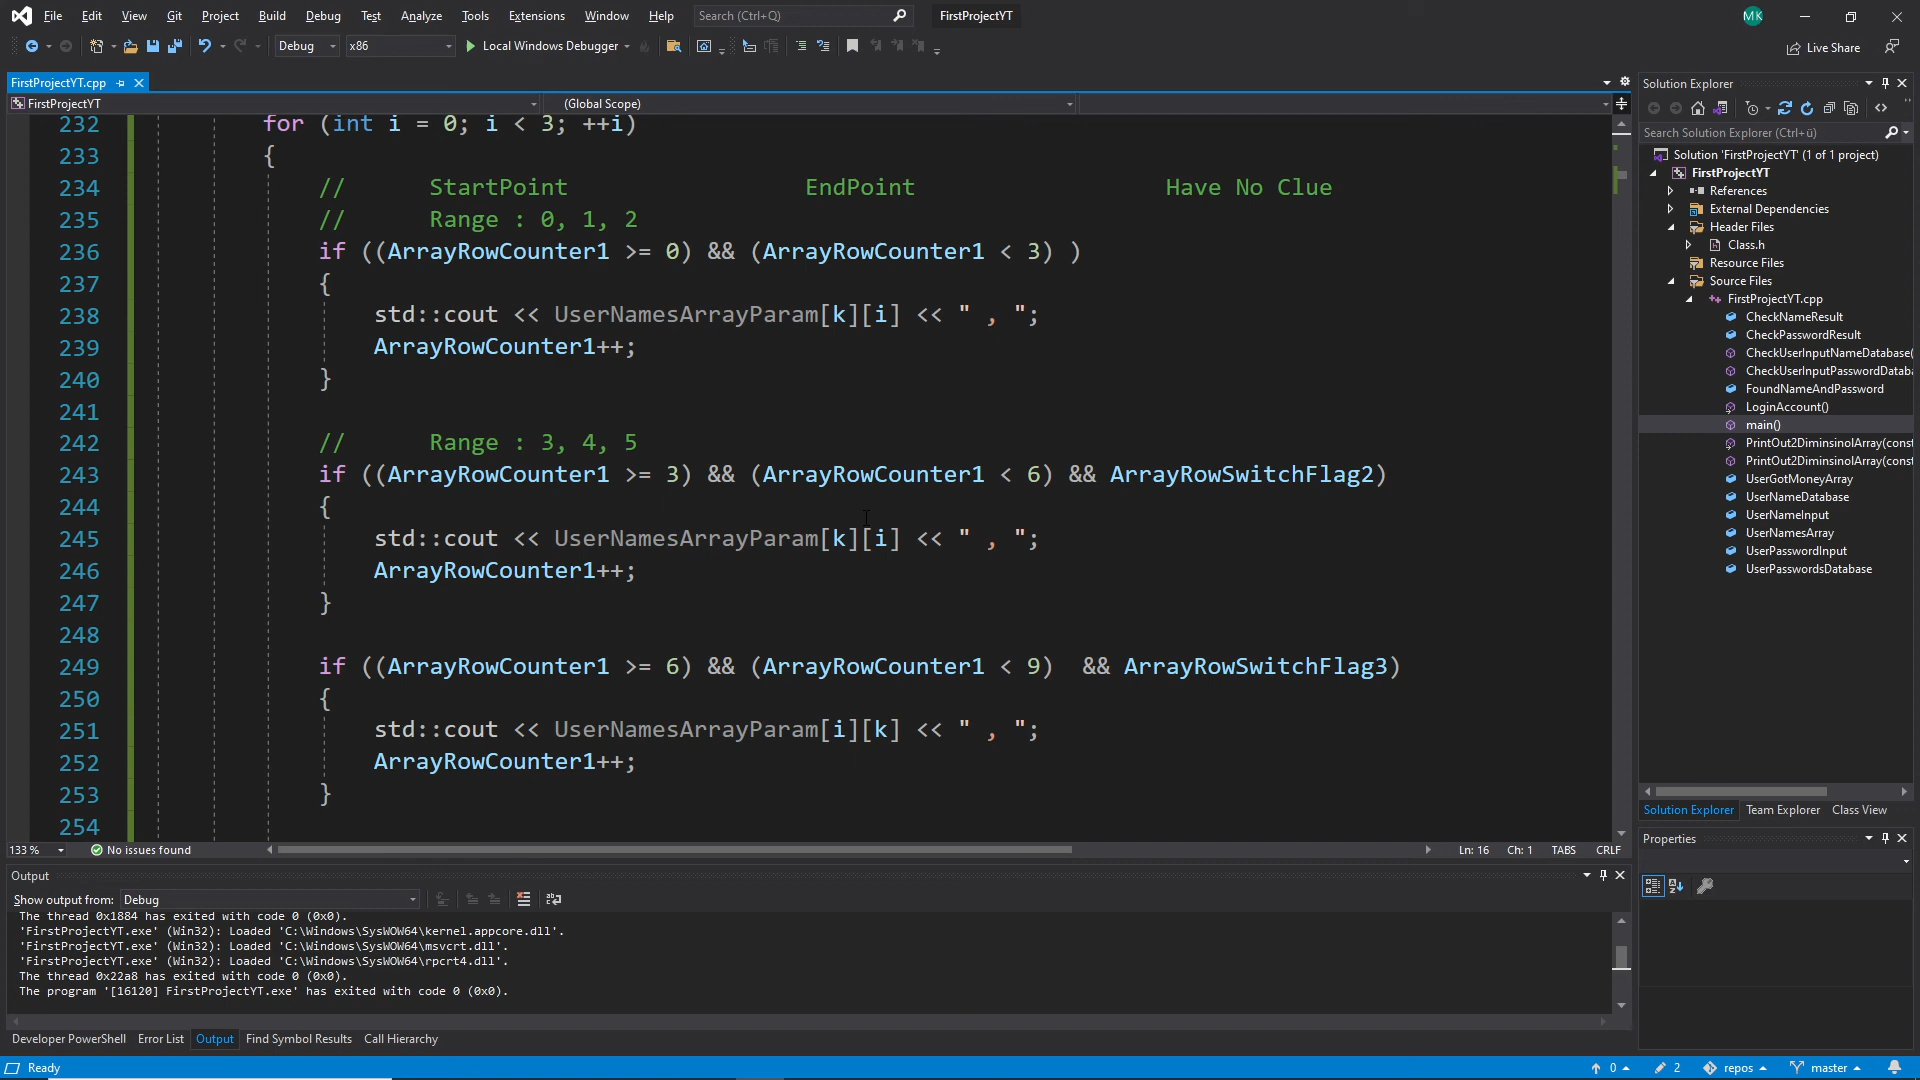 File Edit View Git Project Build Debug Test Analyze Tools Extensions Window Help Search (Ctrl+Q) FirstProjectYT MK
Debug x86 Local Windows Debugger Live Share
FirstProjectYT.cpp
FirstProjectYT (Global Scope)
232 for (int i = 0; i < 3; ++i)
233 {
234 // StartPoint EndPoint Have No Clue
235 // Range : 0, 1, 2
236 if ((ArrayRowCounter1 >= 0) && (ArrayRowCounter1 < 3) )
237 {
238 std::cout << UserNamesArrayParam[k][i] << " , ";
239 ArrayRowCounter1++;
240 }
241
242 // Range : 3, 4, 5
243 if ((ArrayRowCounter1 >= 3) && (ArrayRowCounter1 < 6) && ArrayRowSwitchFlag2)
244 {
245 std::cout << UserNamesArrayParam[k][i] << " , ";
246 ArrayRowCounter1++;
247 }
248
249 if ((ArrayRowCounter1 >= 6) && (ArrayRowCounter1 < 9)  && ArrayRowSwitchFlag3)
250 {
251 std::cout << UserNamesArrayParam[i][k] << " , ";
252 ArrayRowCounter1++;
253 }
254
133 % No issues found Ln: 16 Ch: 1 TABS CRLF
Output
Show output from: Debug
The thread 0x1884 has exited with code 0 (0x0).
'FirstProjectYT.exe' (Win32): Loaded 'C:\Windows\SysWOW64\kernel.appcore.dll'.
'FirstProjectYT.exe' (Win32): Loaded 'C:\Windows\SysWOW64\msvcrt.dll'.
'FirstProjectYT.exe' (Win32): Loaded 'C:\Windows\SysWOW64\rpcrt4.dll'.
The thread 0x22a8 has exited with code 0 (0x0).
The program '[16120] FirstProjectYT.exe' has exited with code 0 (0x0).
Developer PowerShell Error List Output Find Symbol Results Call Hierarchy
Solution Explorer
Search Solution Explorer (Ctrl+ü)
Solution 'FirstProjectYT' (1 of 1 project)
FirstProjectYT
References
External Dependencies
Header Files
Class.h
Resource Files
Source Files
FirstProjectYT.cpp
CheckNameResult
CheckPasswordResult
CheckUserInputNameDatabase(
CheckUserInputPasswordDataba
FoundNameAndPassword
LoginAccount()
main()
PrintOut2DiminsinolArray(const
PrintOut2DiminsinolArray(const
UserGotMoneyArray
UserNameDatabase
UserNameInput
UserNamesArray
UserPasswordInput
UserPasswordsDatabase
Solution Explorer Team Explorer Class View
Properties
Ready 0 2 repos master